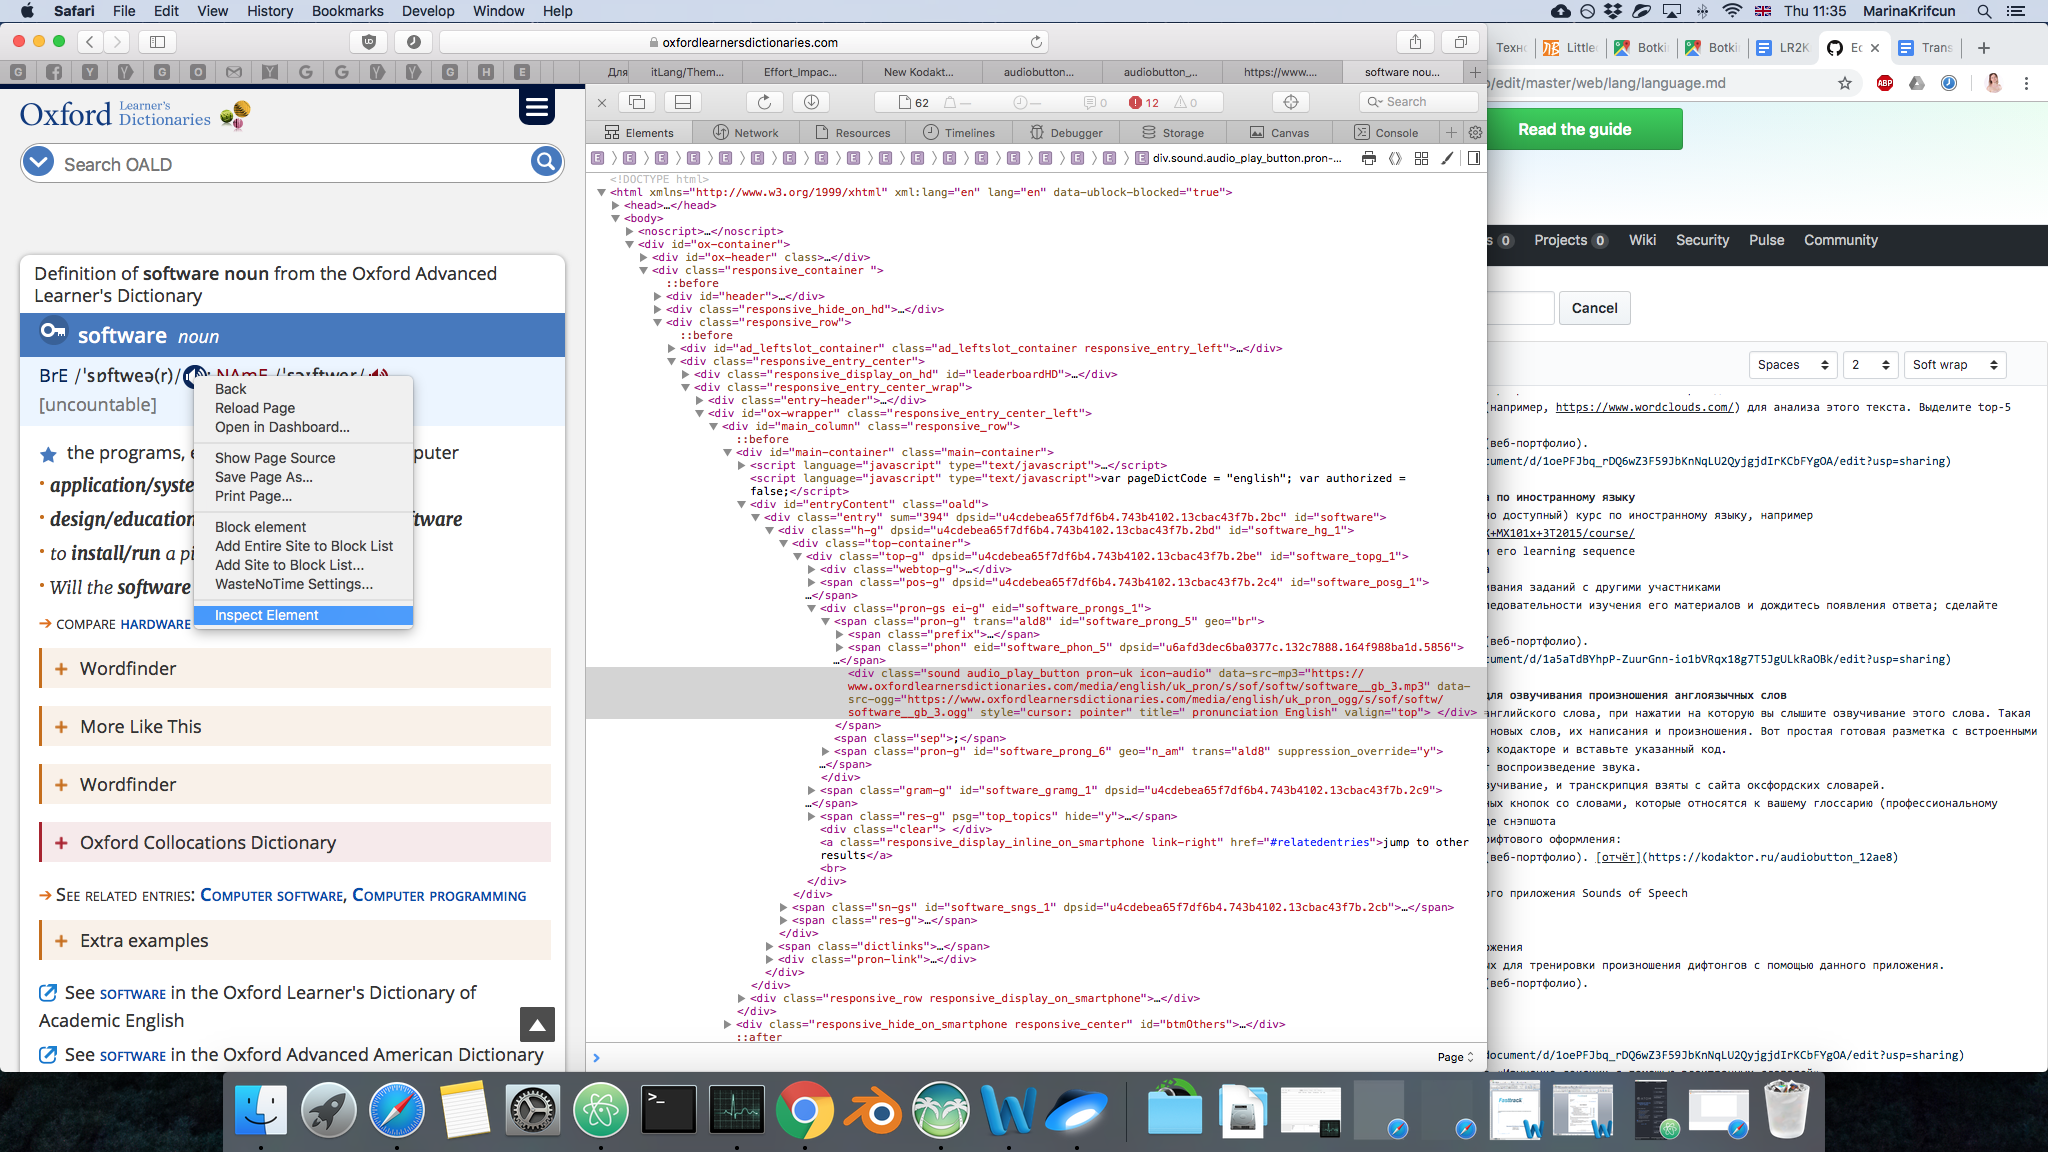 Safari File Edit View History Bookmarks Develop Window Help
Thu 11:35 MarinaKrifcun
oxfordlearnersdictionaries.com
Для itLang/Them... Effort_Impac... New Kodakt... audiobutton... audiobutton_... https://www.... software nou...
Oxford Learner's Dictionaries
Search OALD
Definition of software noun from the Oxford Advanced
Learner's Dictionary
software noun
BrE /ˈsɒftweə(r)/
[uncountable]
the programs,
puter
application/syste
design/education
ftware
to install/run a pi
Will the software
COMPARE HARDWARE
Back
Reload Page
Open in Dashboard...
Show Page Source
Save Page As...
Print Page...
Block element
Add Entire Site to Block List
Add Site to Block List...
WasteNoTime Settings...
Inspect Element
+ Wordfinder
+ More Like This
+ Wordfinder
+ Oxford Collocations Dictionary
SEE RELATED ENTRIES: COMPUTER SOFTWARE, COMPUTER PROGRAMMING
+ Extra examples
See SOFTWARE in the Oxford Learner's Dictionary of
Academic English
See SOFTWARE in the Oxford Advanced American Dictionary
62 0 12 0 Search
Elements Network Resources Timelines Debugger Storage Canvas Console
div.sound.audio_play_button.pron-...
<!DOCTYPE html>
<html xmlns="http://www.w3.org/1999/xhtml" xml:lang="en" lang="en" data-ublock-blocked="true">
<head>…</head>
<body>
<noscript>…</noscript>
<div id="ox-container">
<div id="ox-header" class>…</div>
<div class="responsive_container ">
::before
<div id="header">…</div>
<div class="responsive_hide_on_hd">…</div>
<div class="responsive_row">
::before
<div id="ad_leftslot_container" class="ad_leftslot_container responsive_entry_left">…</div>
<div class="responsive_entry_center">
<div class="responsive_display_on_hd" id="leaderboardHD">…</div>
<div class="responsive_entry_center_wrap">
<div class="entry-header">…</div>
<div id="ox-wrapper" class="responsive_entry_center_left">
<div id="main_column" class="responsive_row">
::before
<div id="main-container" class="main-container">
<script language="javascript" type="text/javascript">…</script>
<script language="javascript" type="text/javascript">var pageDictCode = "english"; var authorized =
false;</script>
<div id="entryContent" class="oald">
<div class="entry" sum="394" dpsid="u4cdebea65f7df6b4.743b4102.13cbac43f7b.2bc" id="software">
<div class="h-g" dpsid="u4cdebea65f7df6b4.743b4102.13cbac43f7b.2bd" id="software_hg_1">
<div class="top-container">
<div class="top-g" dpsid="u4cdebea65f7df6b4.743b4102.13cbac43f7b.2be" id="software_topg_1">
<div class="webtop-g">…</div>
<span class="pos-g" dpsid="u4cdebea65f7df6b4.743b4102.13cbac43f7b.2c4" id="software_posg_1">
…</span>
<div class="pron-gs ei-g" eid="software_prongs_1">
<span class="pron-g" trans="ald8" id="software_prong_5" geo="br">
<span class="prefix">…</span>
<span class="phon" eid="software_phon_5" dpsid="u6afd3dec6ba0377c.132c7888.164f988ba1d.5856">
…</span>
<div class="sound audio_play_button pron-uk icon-audio" data-src-mp3="https://
www.oxfordlearnersdictionaries.com/media/english/uk_pron/s/sof/softw/software__gb_3.mp3" data-
src-ogg="https://www.oxfordlearnersdictionaries.com/media/english/uk_pron_ogg/s/sof/softw/
software__gb_3.ogg" style="cursor: pointer" title=" pronunciation English" valign="top"> </div>
</span>
<span class="sep">;</span>
<span class="pron-g" id="software_prong_6" geo="n_am" trans="ald8" suppression_override="y">
…</span>
</div>
<span class="gram-g" id="software_gramg_1" dpsid="u4cdebea65f7df6b4.743b4102.13cbac43f7b.2c9">
…</span>
<span class="res-g" psg="top_topics" hide="y">…</span>
<div class="clear"> </div>
<a class="responsive_display_inline_on_smartphone link-right" href="#relatedentries">jump to other
results</a>
<br>
</div>
</div>
<span class="sn-gs" id="software_sngs_1" dpsid="u4cdebea65f7df6b4.743b4102.13cbac43f7b.2cb">…</span>
<span class="res-g">…</span>
</div>
<span class="dictlinks">…</span>
<div class="pron-link">…</div>
</div>
</div>
<div class="responsive_row responsive_display_on_smartphone">…</div>
</div>
<div class="responsive_hide_on_smartphone responsive_center" id="btmOthers">…</div>
::after
Page
Техно Little Botki Botki LR2K Ec Trans
o/edit/master/web/lang/language.md
Read the guide
s 0 Projects 0 Wiki Security Pulse Community
Cancel
Spaces 2 Soft wrap
(например, https://www.wordclouds.com/) для анализа этого текста. Выделите top-5
(веб-портфолио).
cument/d/1oePFJbq_rDQ6wZ3F59JbKnNqLU2QyjgjdIrKCbFYgOA/edit?usp=sharing)
а по иностранному языку
но доступный) курс по иностранному языку, например
X+MX101x+3T2015/course/
и его learning sequence
а
ивания заданий с другими участниками
ледовательности изучения его материалов и дождитесь появления ответа; сделайте
(веб-портфолио).
cument/d/1a5aTdBYhpP-ZuurGnn-io1bVRqx18g7T5JgULkRaOBk/edit?usp=sharing)
для озвучивания произношения англоязычных слов
английского слова, при нажатии на которую вы слышите озвучивание этого слова. Такая
новых слов, их написания и произношения. Вот простая готовая разметка с встроенными
в кодакторе и вставьте указанный код.
т воспроизведение звука.
вучивание, и транскрипция взяты с сайта оксфордских словарей.
ных кнопок со словами, которые относятся к вашему глоссарию (профессиональному
де снэпшота
рифтового оформления:
(веб-портфолио). [отчёт](https://kodaktor.ru/audiobutton_12ae8)
ого приложения Sounds of Speech
ожения
ых для тренировки произношения дифтонгов с помощью данного приложения.
(веб-портфолио).
document/d/1oePFJbq_rDQ6wZ3F59JbKnNqLU2QyjgjdIrKCbFYgOA/edit?usp=sharing)